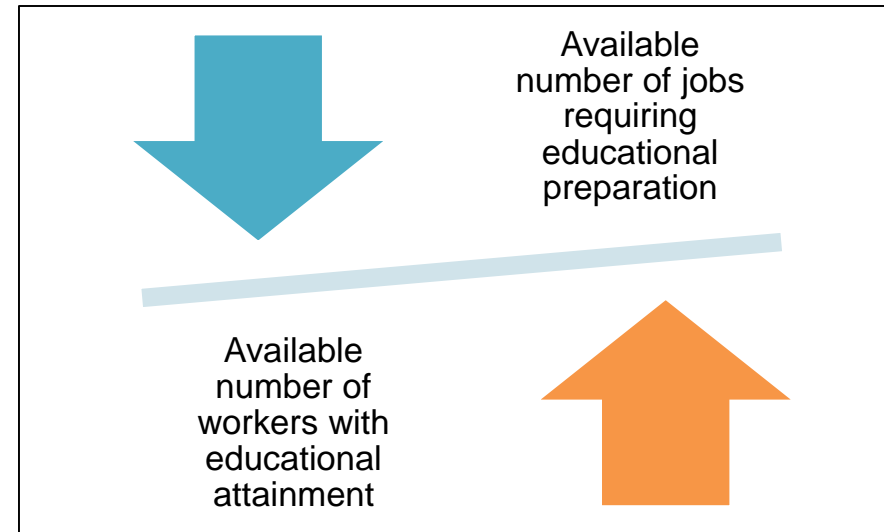 Available
number of jobs
requiring
educational
preparation
Available
number of
workers with
educational
attainment